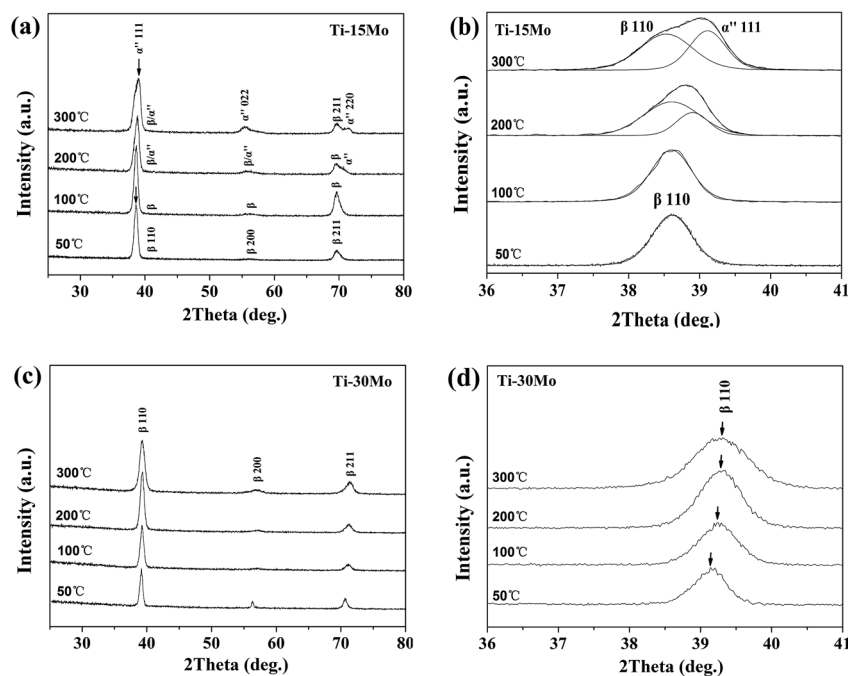 (a)
Ti-15Mo
α'' 111
300℃
β/α''
α'' 022
β 211
α'' 220
200℃
β/α''
β/α''
β
α''
100℃
β
β
β
50℃
β 110
β 200
β 211
Intensity (a.u.)
30 40 50 60 70 80
2Theta (deg.)
(b)
Ti-15Mo
β 110
α'' 111
300℃
200℃
100℃
β 110
50℃
Intensity (a.u.)
36 37 38 39 40 41
2Theta (deg.)
(c)
Ti-30Mo
β 110
β 200
β 211
300℃
200℃
100℃
50℃
Intensity (a.u.)
30 40 50 60 70 80
2Theta (deg.)
(d)
Ti-30Mo
β 110
300℃
200℃
100℃
50℃
Intensity (a.u.)
36 37 38 39 40 41
2Theta (deg.)